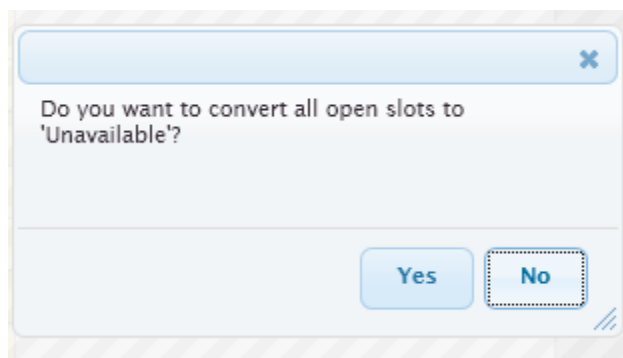 Do you want to convert all open slots to
'Unavailable'?
Yes
No